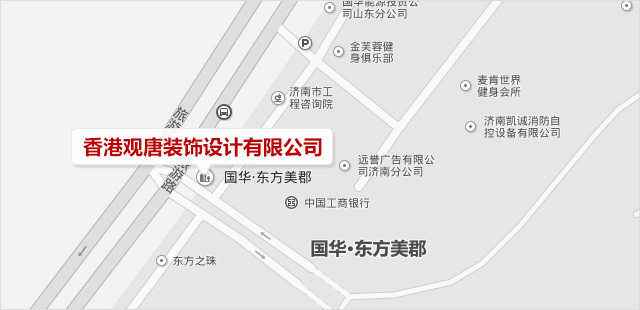 国华能源投资公
司山东分公司
P
金芙蓉健
身俱乐部
麦肯世界
健身会所
济南市工
程咨询院
济南凯诚消防自
控设备有限公司
旅游
香港观唐装饰设计有限公司
游路
远誉广告有限公
司济南分公司
国华·东方美郡
中国工商银行
国华·东方美郡
东方之珠